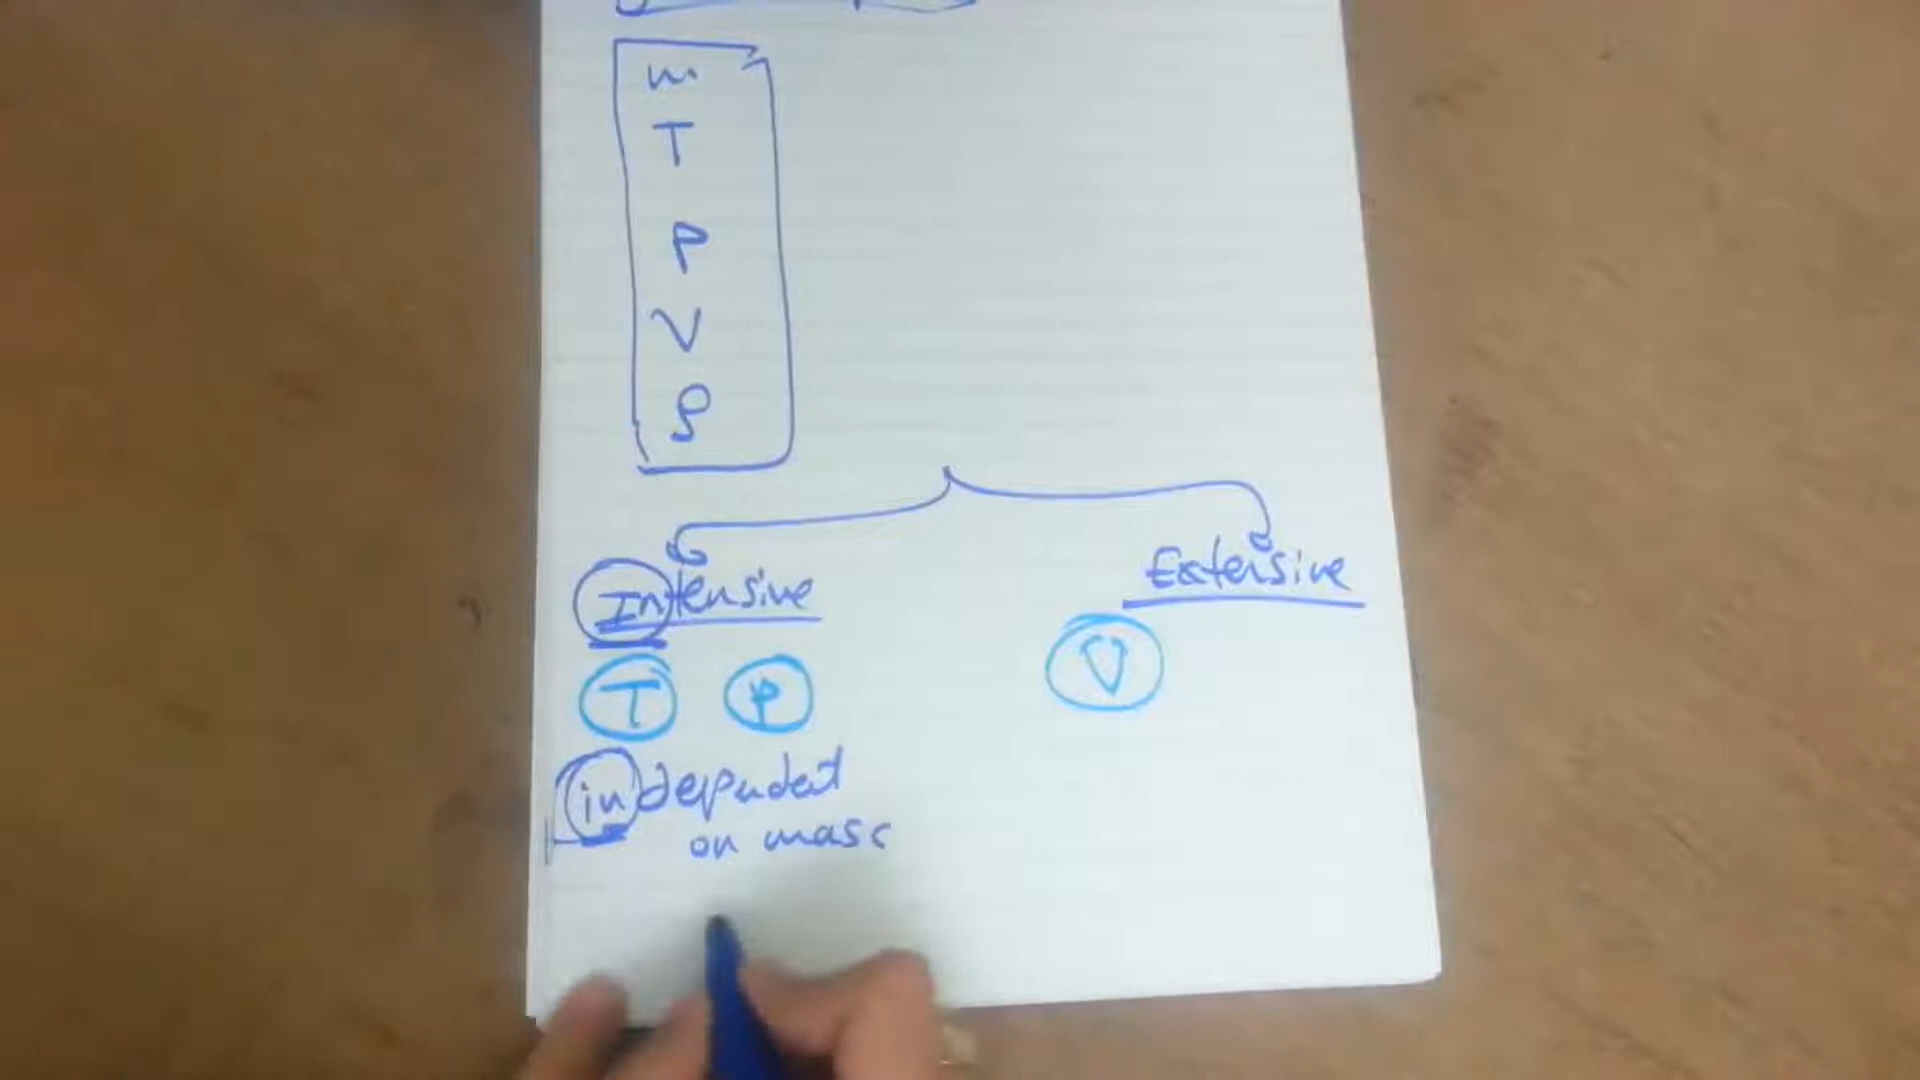 m
T
P
V
ρ
Intensive
Extensive
T P
V
independent
on mass